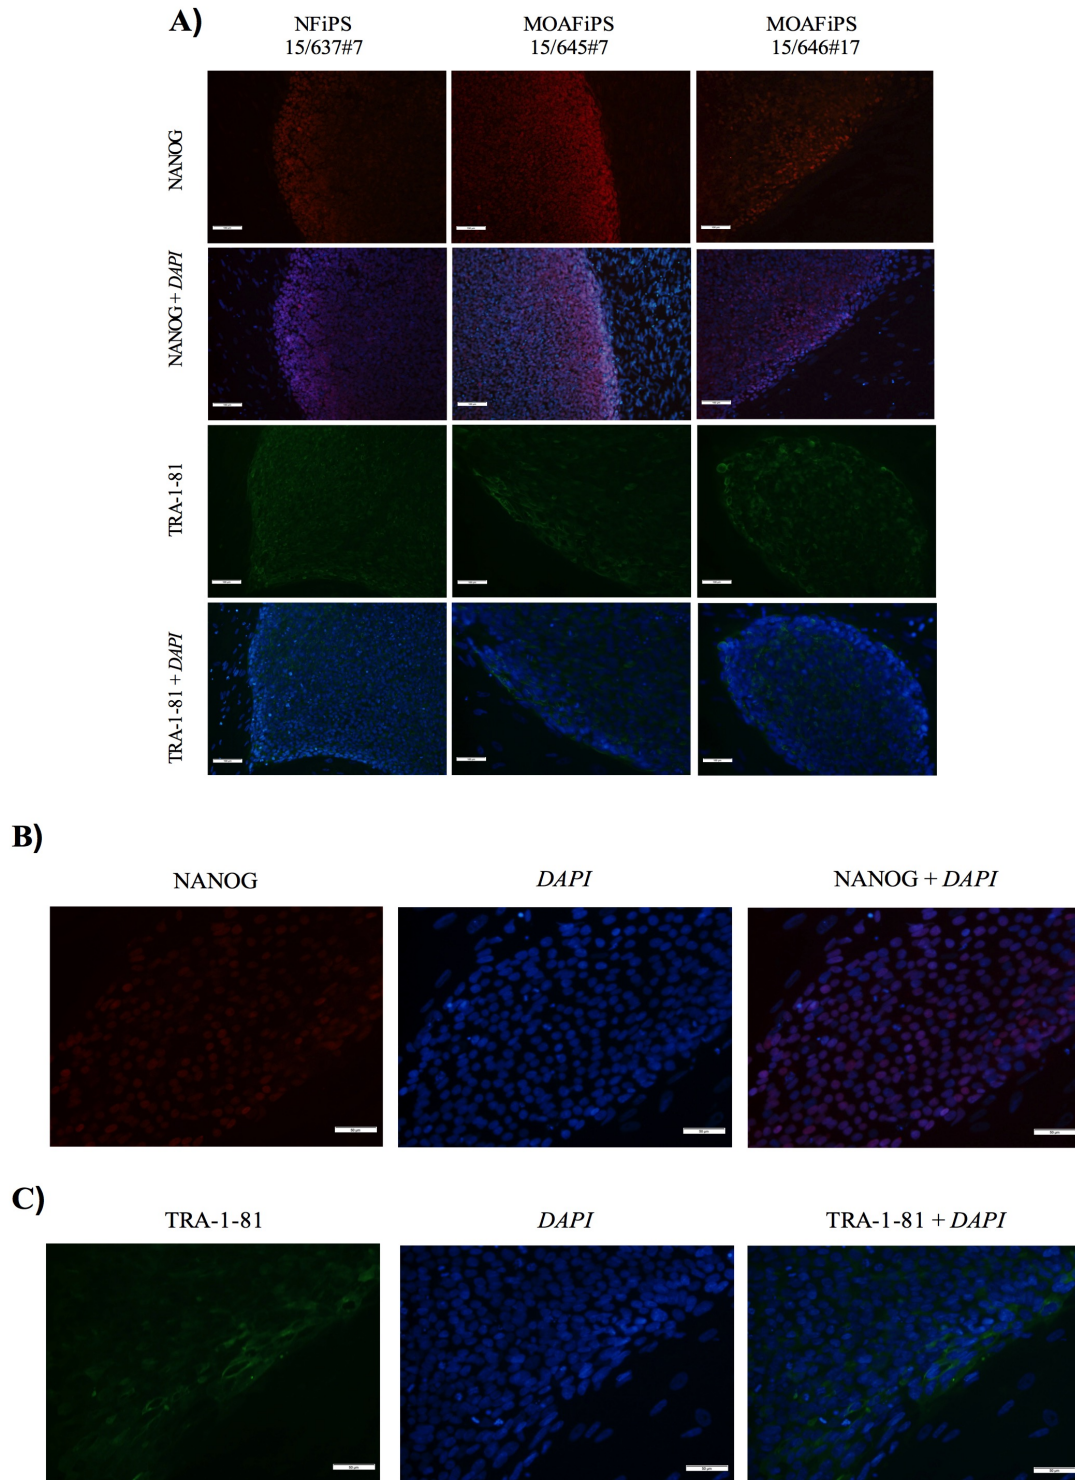 A)
NFiPS
15/637#7
MOAFiPS
15/645#7
MOAFiPS
15/646#17
NANOG
NANOG + DAPI
TRA-1-81
TRA-1-81 + DAPI
B)
NANOG
DAPI
NANOG + DAPI
C)
TRA-1-81
DAPI
TRA-1-81 + DAPI